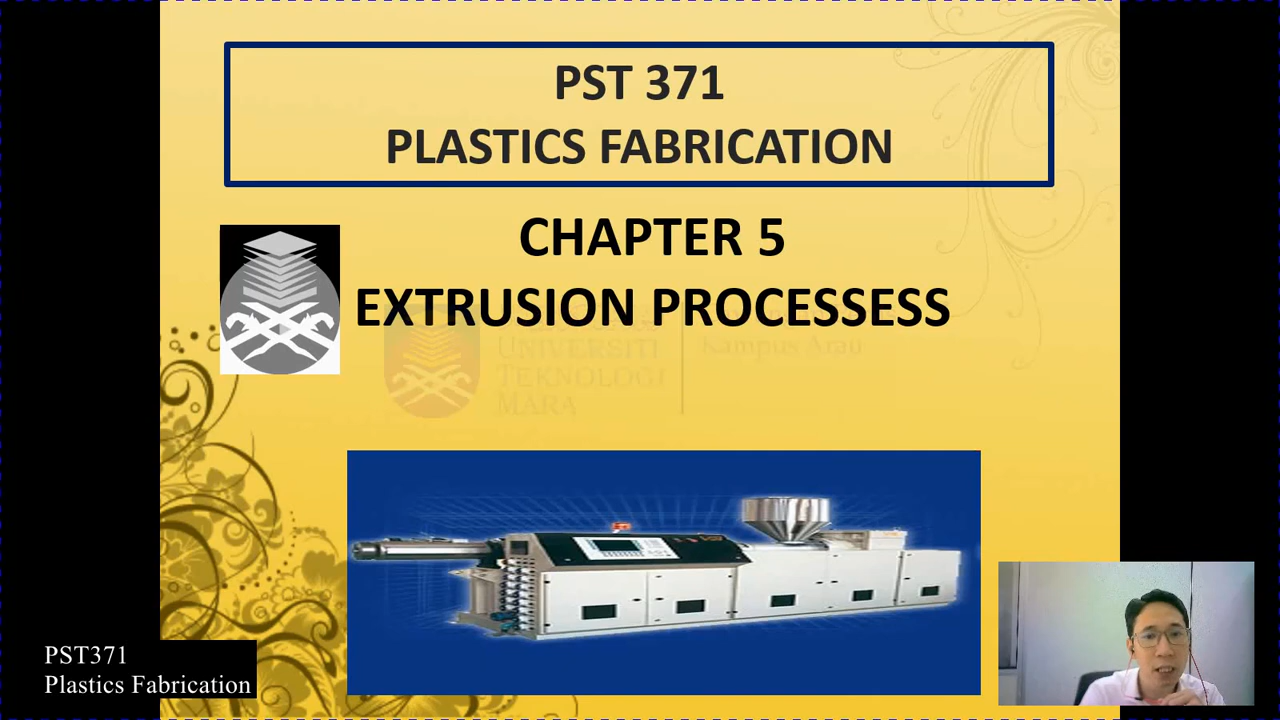 PST 371
PLASTICS FABRICATION
CHAPTER 5
EXTRUSION PROCESSESS
UNIVERSITI
TEKNOLOGI
MARA
Kampus Arau
PST371
Plastics Fabrication